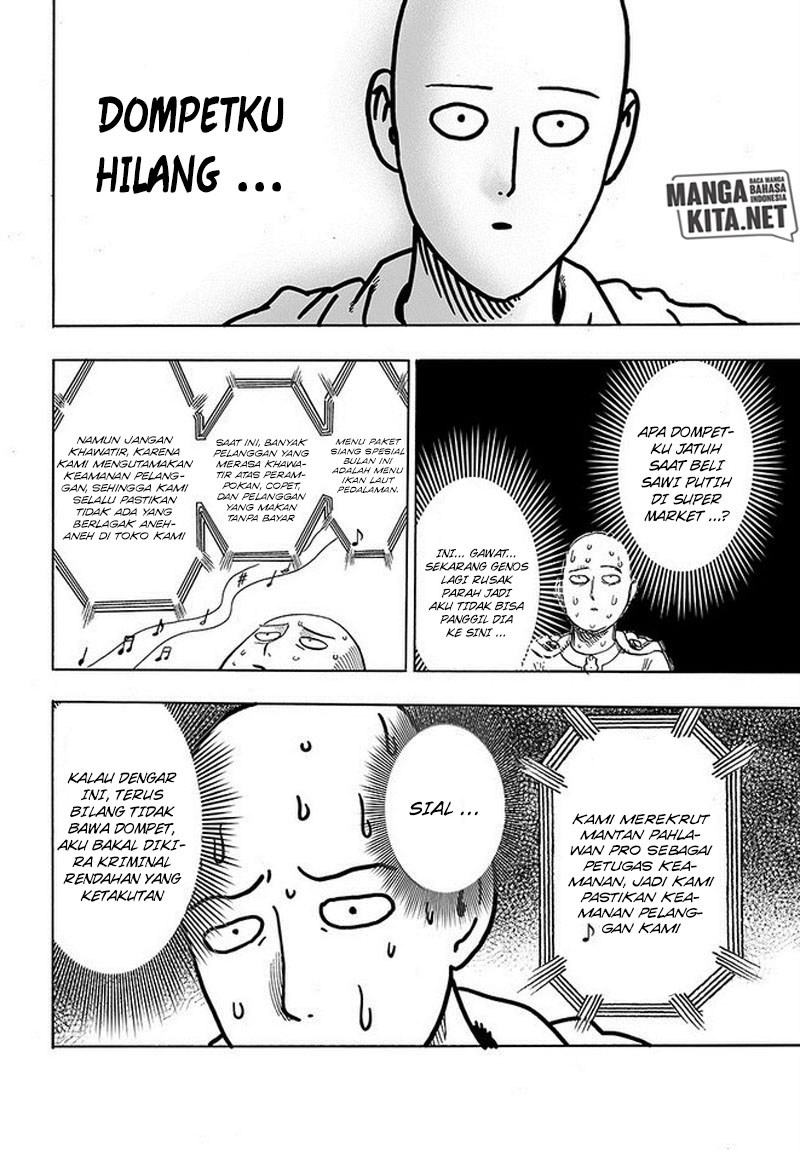 DOMPETKU
HILANG ...
MANGA
KITA.NET
BACA MANGA
BAHASA
INDONESIA
APA DOMPET-
KU JATUH
SAAT BELI
SAWI PUTIH
DI SUPER
MARKET ...?
INI... GAWAT...
SEKARANG GENOS
LAGI RUSAK
PARAH JADI
AKU TIDAK BISA
PANGGIL DIA
KE SINI ...
MENU PAKET
SIANG SPESIAL
BULAN INI
ADALAH MENU
IKAN LAUT
PEDALAMAN.
SAAT INI, BANYAK
PELANGGAN YANG
MERASA KHAWA-
TIR ATAS PERAM-
POKAN, COPET,
DAN PELANGGAN
YANG MAKAN
TANPA BAYAR
NAMUN JANGAN
KHAWATIR, KARENA
KAMI MENGUTAMAKAN
KEAMANAN PELANG-
GAN, SEHINGGA KAMI
SELALU PASTIKAN
TIDAK ADA YANG
BERLAGAK ANEH-
ANEH DI TOKO KAMI
KAMI MEREKRUT
MANTAN PAHLA-
WAN PRO SEBAGAI
PETUGAS KEA-
MANAN, JADI KAMI
PASTIKAN KEA-
MANAN PELANG-
GAN KAMI
SIAL ...
KALAU DENGAR
INI, TERUS
BILANG TIDAK
BAWA DOMPET,
AKU BAKAL DIKI-
RA KRIMINAL
RENDAHAN YANG
KETAKUTAN